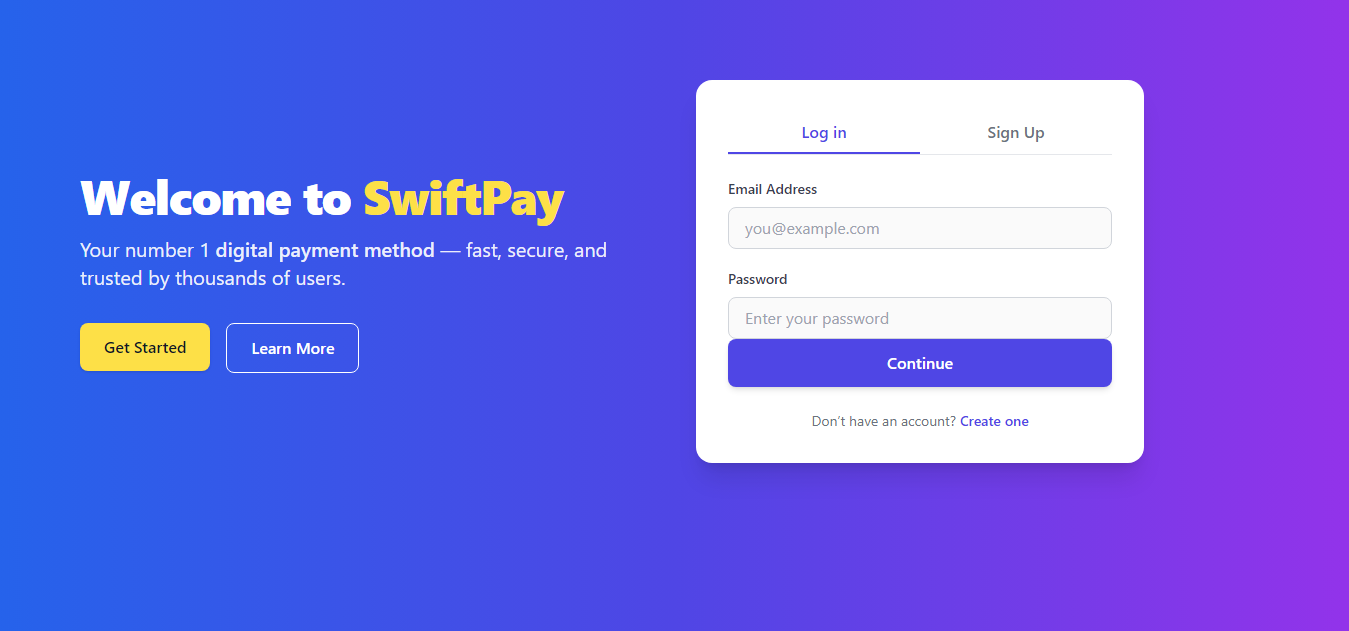 Welcome to SwiftPay
Your number 1 digital payment method — fast, secure, and
trusted by thousands of users.
Get Started
Learn More
Log in
Sign Up
Email Address
you@example.com
Password
Enter your password
Continue
Don't have an account? Create one